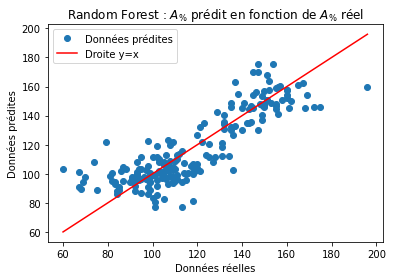 Random Forest : A% prédit en fonction de A% réel
Données prédites
Droite y=x
Données prédites
200
180
160
140
120
100
80
60
60 80 100 120 140 160 180 200
Données réelles